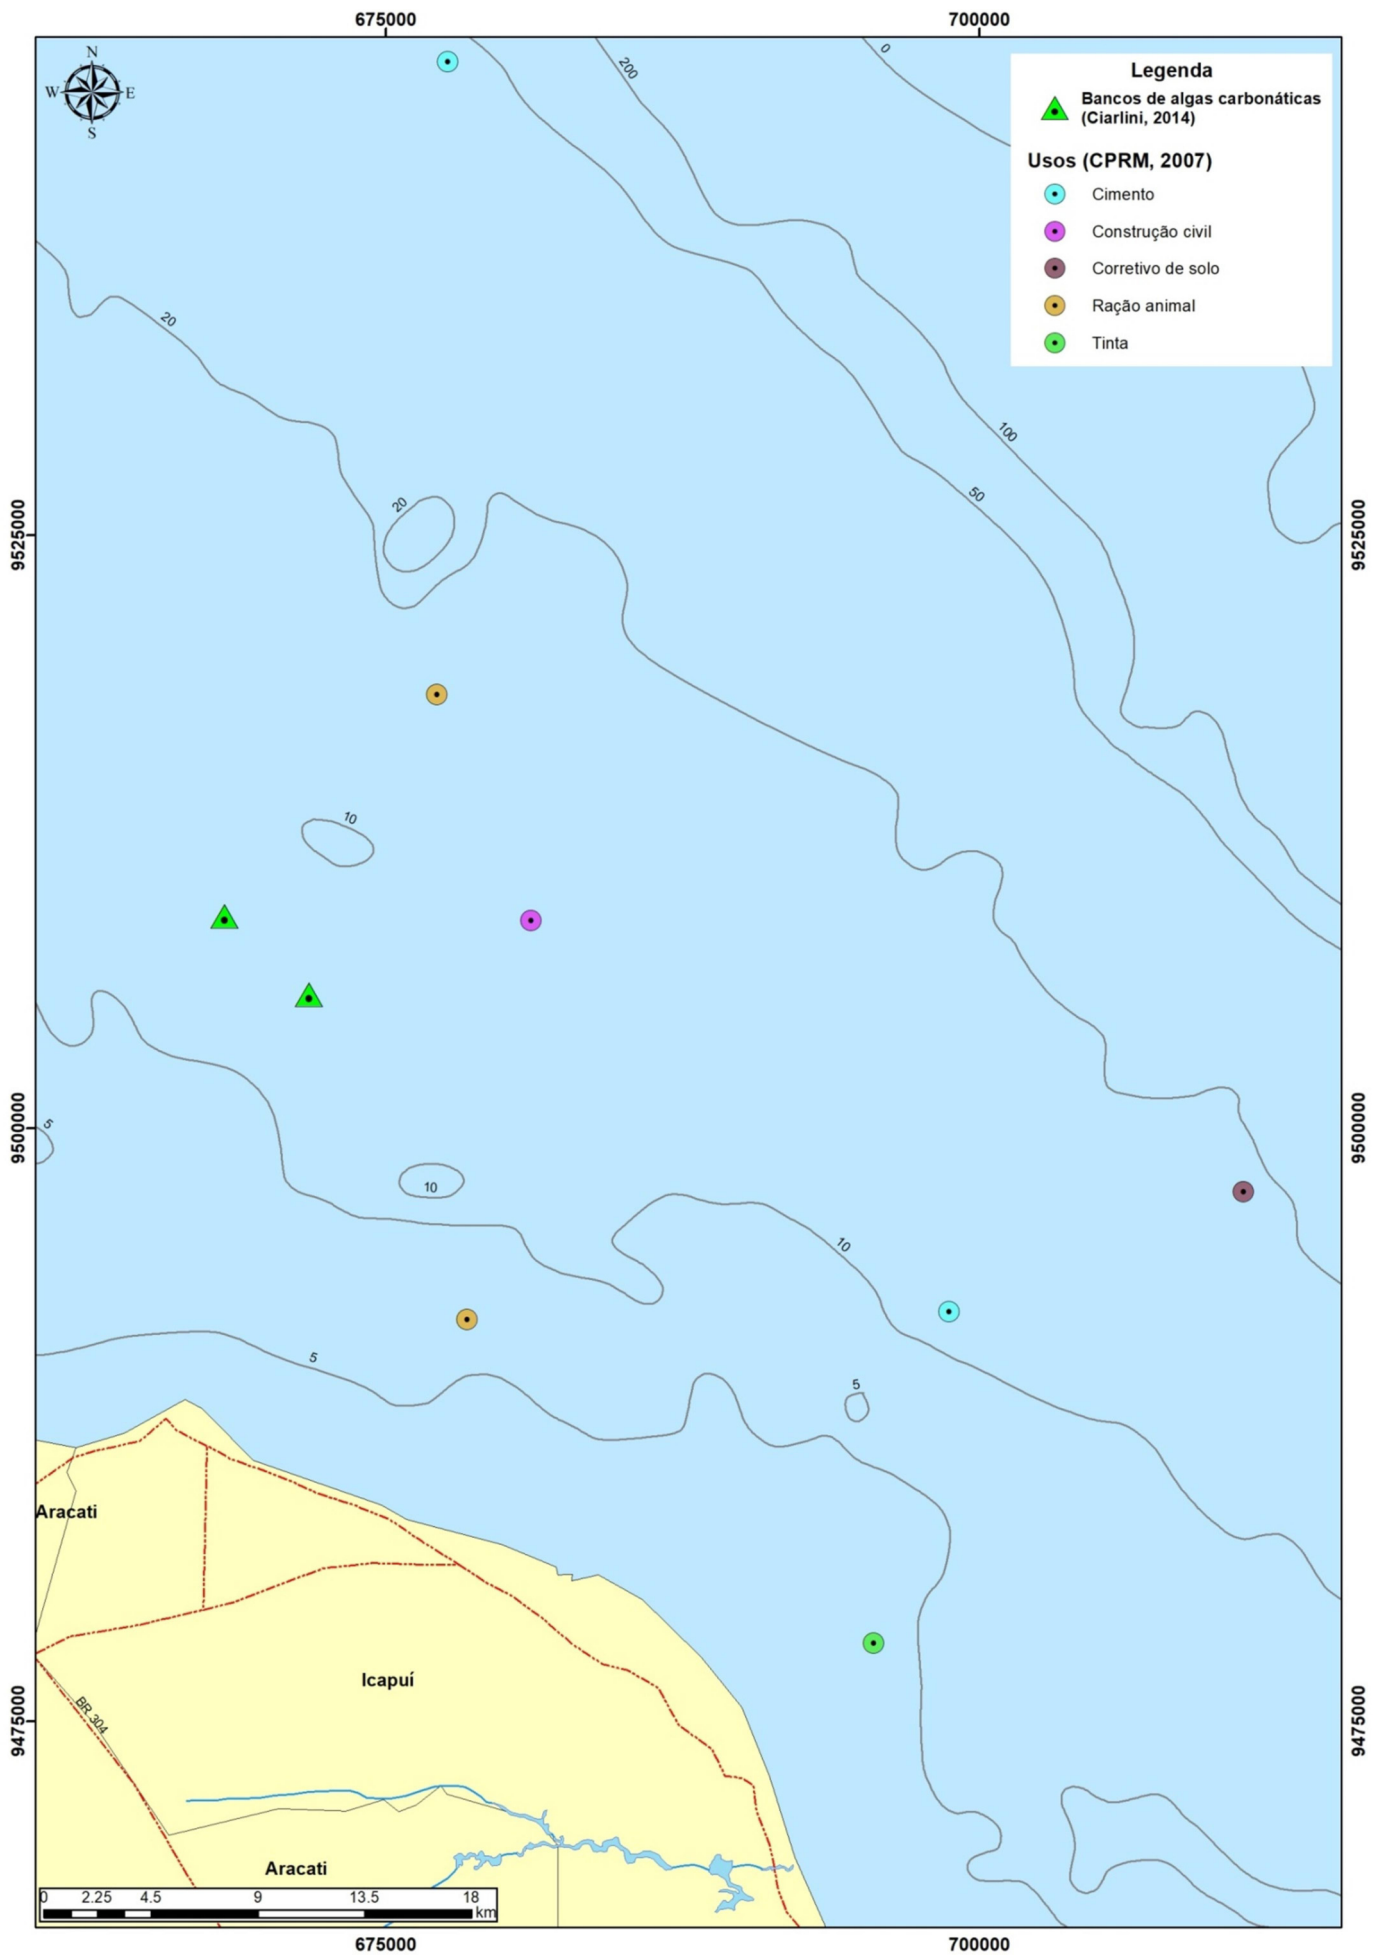 675000
700000
N
W
E
S
200
0
Legenda
Bancos de algas carbonáticas
(Ciarlini, 2014)
Usos (CPRM, 2007)
Cimento
Construção civil
Corretivo de solo
Ração animal
Tinta
20
100
50
20
9525000
9525000
10
5
9500000
9500000
10
10
5
5
Aracati
Icapuí
BR 304
9475000
9475000
Aracati
0
2.25
4.5
9
13.5
18
km
675000
700000